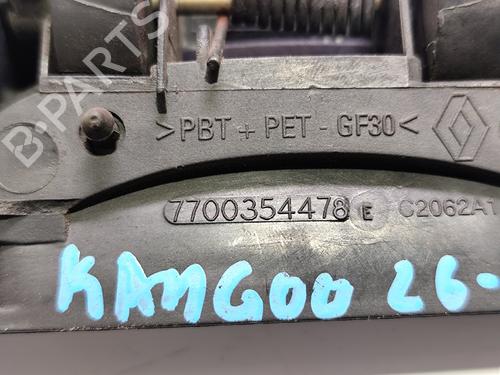 B-PARTS
>PBT + PET - GF30<
7700354478 E C2062A1
KANGOO 26-